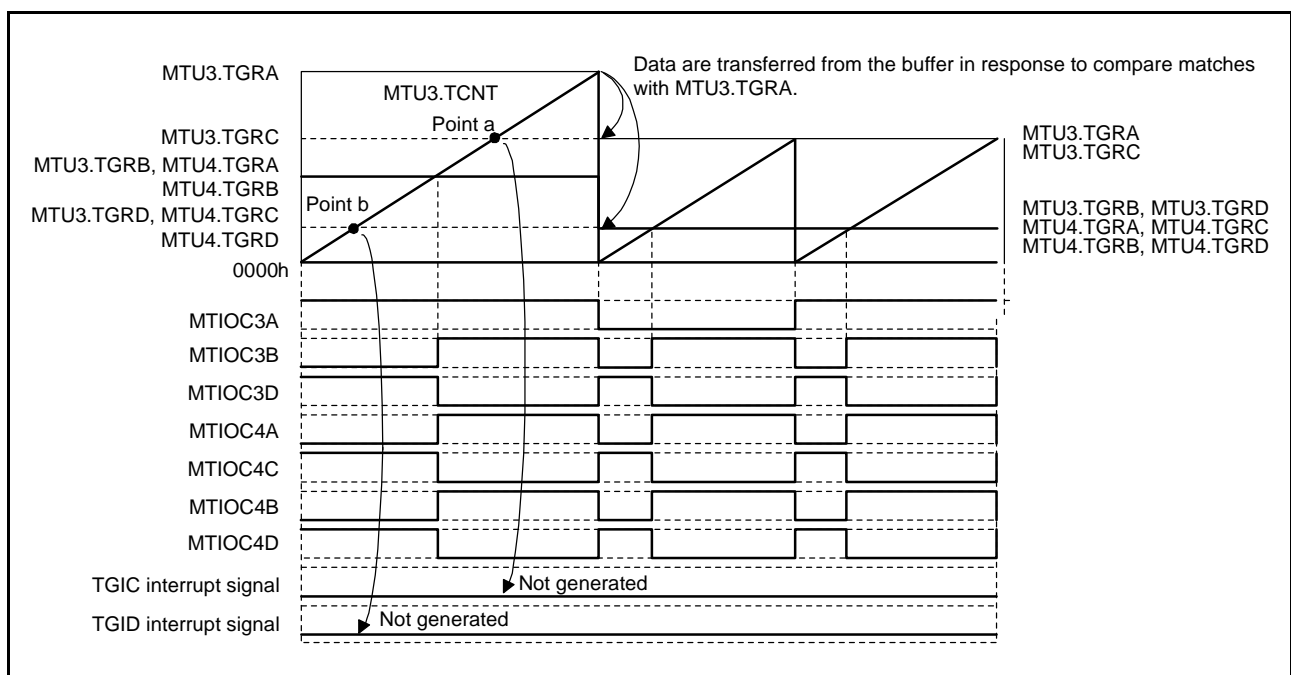 MTU3.TGRA
Data are transferred from the buffer in response to compare matches
with MTU3.TGRA.
MTU3.TCNT
Point a
MTU3.TGRC
MTU3.TGRA
MTU3.TGRC
MTU3.TGRB, MTU4.TGRA
MTU4.TGRB
Point b
MTU3.TGRD, MTU4.TGRC
MTU4.TGRD
MTU3.TGRB, MTU3.TGRD
MTU4.TGRA, MTU4.TGRC
MTU4.TGRB, MTU4.TGRD
0000h
MTIOC3A
MTIOC3B
MTIOC3D
MTIOC4A
MTIOC4C
MTIOC4B
MTIOC4D
TGIC interrupt signal
Not generated
TGID interrupt signal
Not generated